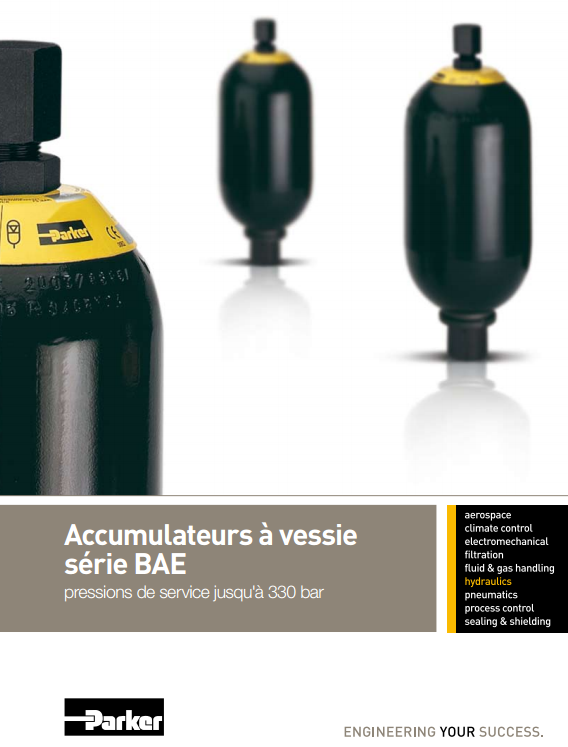 Parker
CE
Accumulateurs à vessie
série BAE
pressions de service jusqu'à 330 bar
aerospace
climate control
electromechanical
filtration
fluid & gas handling
hydraulics
pneumatics
process control
sealing & shielding
Parker
ENGINEERING YOUR SUCCESS.